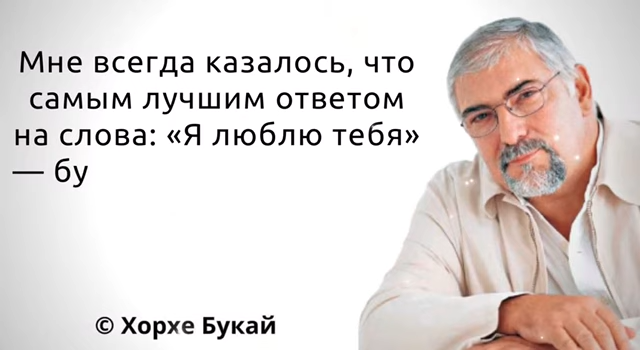 Мне всегда казалось, что
самым лучшим ответом
на слова: «Я люблю тебя»
— бу
© Хорхе Букай